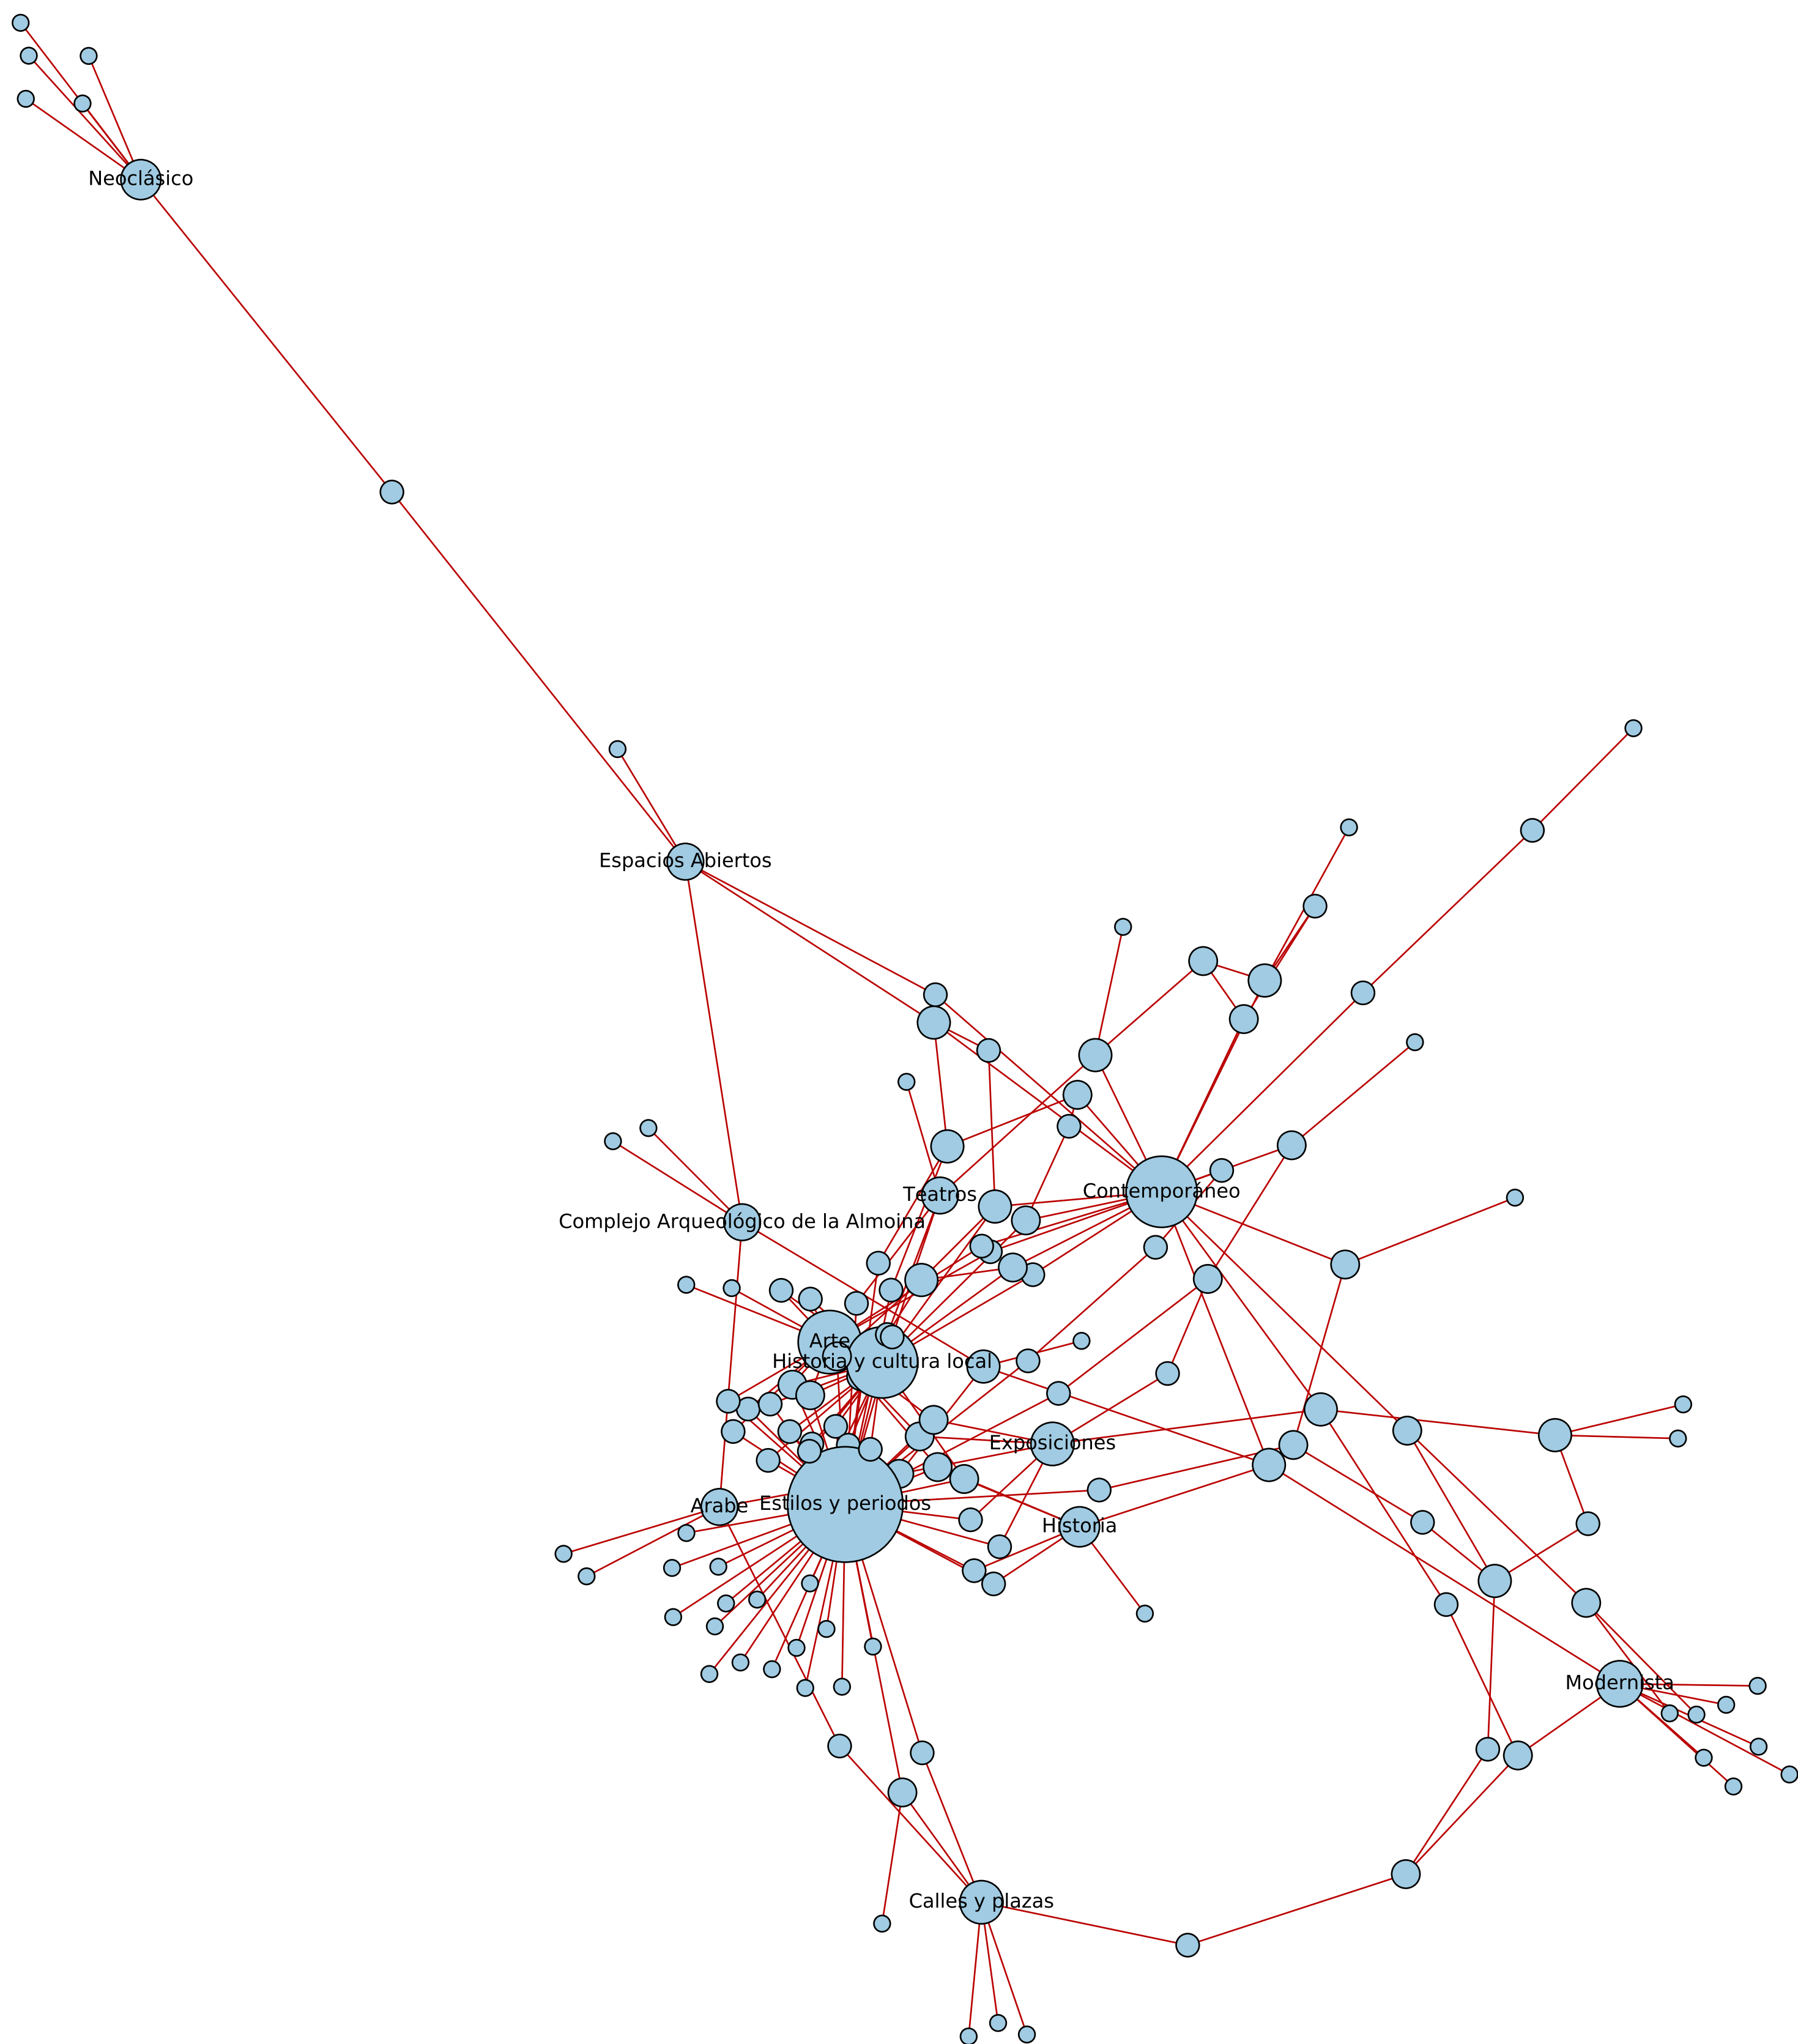 Neoclásico
Espacios Abiertos
Contemporáneo
Teatros
Complejo Arqueológico de la Almoina
Arte
Historia y cultura local
Exposiciones
Estilos y periodos
Arabe
Historia
Modernista
Calles y plazas